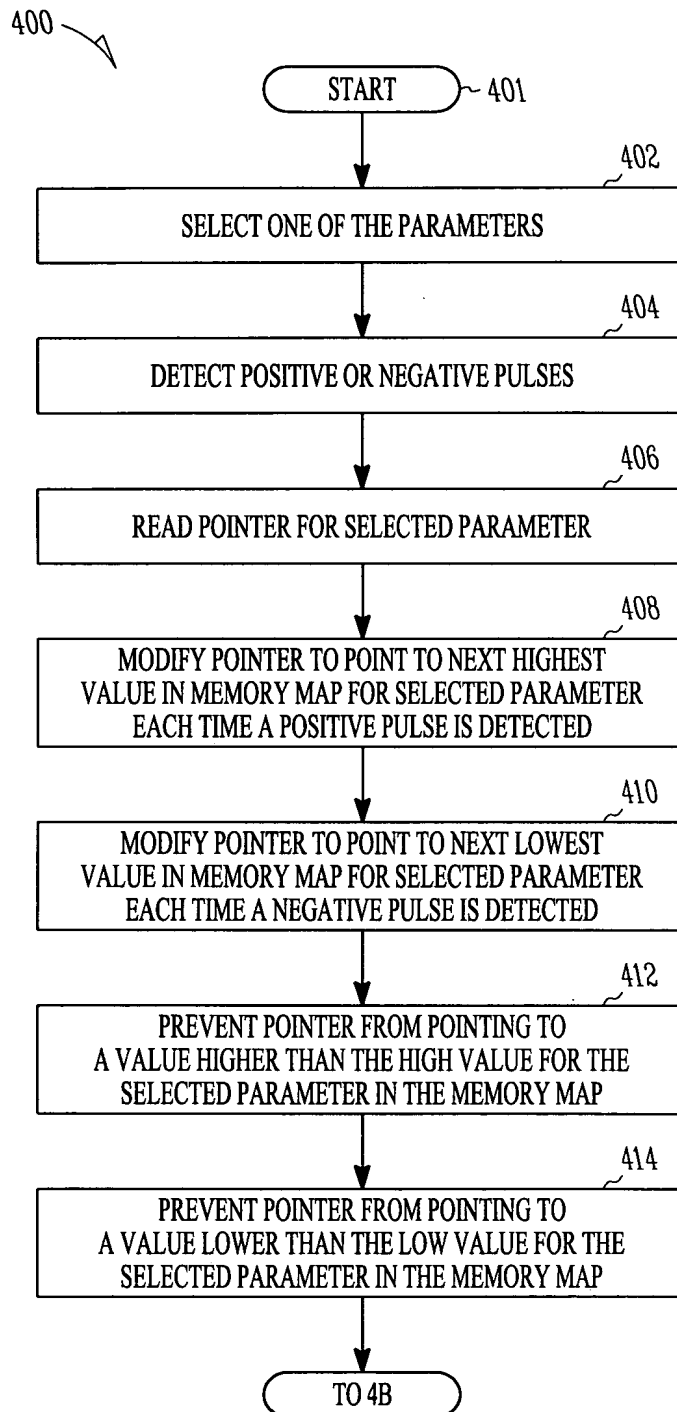 400
START
401
402
SELECT ONE OF THE PARAMETERS
404
DETECT POSITIVE OR NEGATIVE PULSES
406
READ POINTER FOR SELECTED PARAMETER
408
MODIFY POINTER TO POINT TO NEXT HIGHEST
VALUE IN MEMORY MAP FOR SELECTED PARAMETER
EACH TIME A POSITIVE PULSE IS DETECTED
410
MODIFY POINTER TO POINT TO NEXT LOWEST
VALUE IN MEMORY MAP FOR SELECTED PARAMETER
EACH TIME A NEGATIVE PULSE IS DETECTED
412
PREVENT POINTER FROM POINTING TO
A VALUE HIGHER THAN THE HIGH VALUE FOR THE
SELECTED PARAMETER IN THE MEMORY MAP
414
PREVENT POINTER FROM POINTING TO
A VALUE LOWER THAN THE LOW VALUE FOR THE
SELECTED PARAMETER IN THE MEMORY MAP
TO 4B